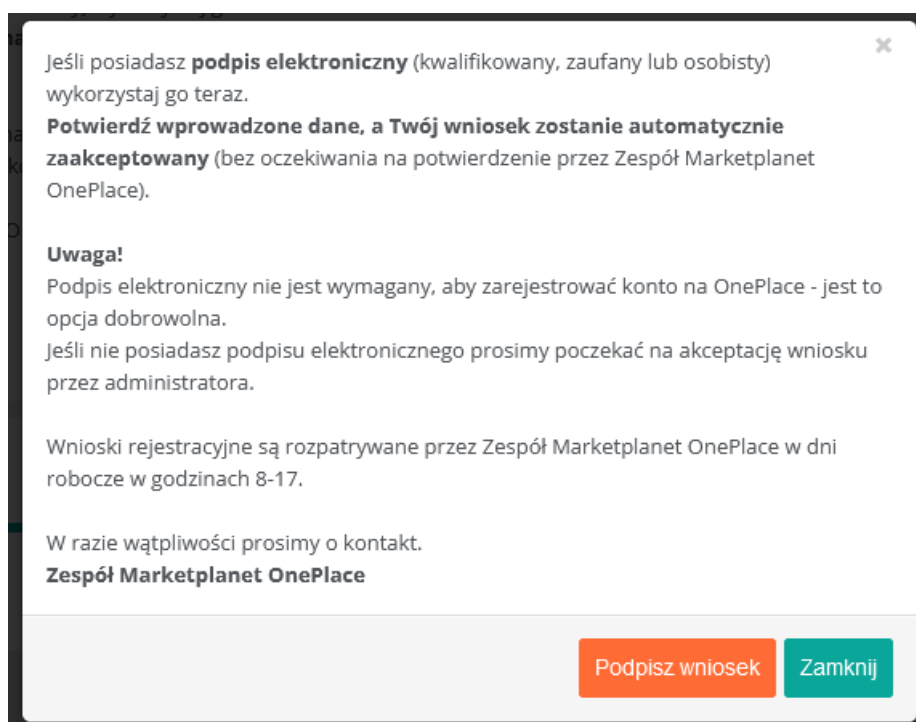 Jeśli posiadasz podpis elektroniczny (kwalifikowany, zaufany lub osobisty)
wykorzystaj go teraz.
Potwierdź wprowadzone dane, a Twój wniosek zostanie automatycznie
zaakceptowany (bez oczekiwania na potwierdzenie przez Zespół Marketplanet
OnePlace).
Uwaga!
Podpis elektroniczny nie jest wymagany, aby zarejestrować konto na OnePlace - jest to
opcja dobrowolna.
Jeśli nie posiadasz podpisu elektronicznego prosimy poczekać na akceptację wniosku
przez administratora.
Wnioski rejestracyjne są rozpatrywane przez Zespół Marketplanet OnePlace w dni
robocze w godzinach 8-17.
W razie wątpliwości prosimy o kontakt.
Zespół Marketplanet OnePlace
Podpisz wniosek Zamknij